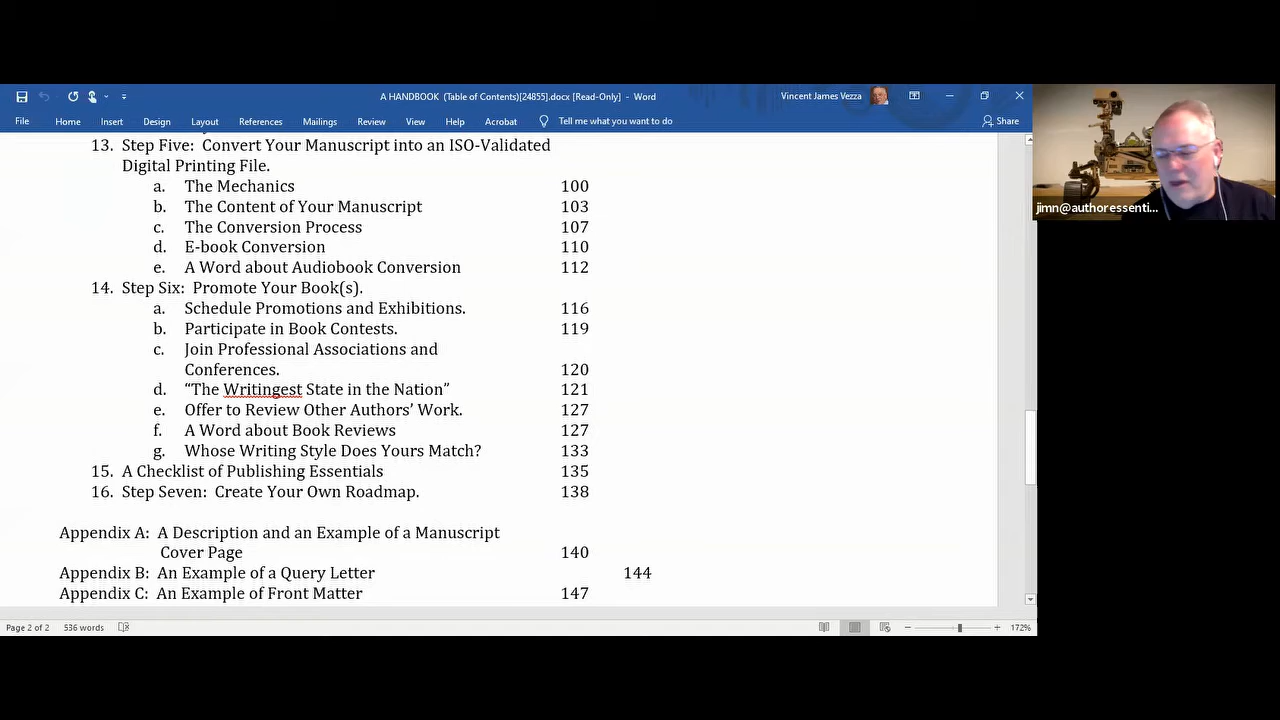 A HANDBOOK (Table of Contents)[24855].docx [Read-Only] - Word
Vincent James Vezza
File Home Insert Design Layout References Mailings Review View Help Acrobat Tell me what you want to do Share
13. Step Five: Convert Your Manuscript into an ISO-Validated
Digital Printing File.
a. The Mechanics 100
b. The Content of Your Manuscript 103
c. The Conversion Process 107
d. E-book Conversion 110
e. A Word about Audiobook Conversion 112
14. Step Six: Promote Your Book(s).
a. Schedule Promotions and Exhibitions. 116
b. Participate in Book Contests. 119
c. Join Professional Associations and
Conferences. 120
d. “The Writingest State in the Nation” 121
e. Offer to Review Other Authors’ Work. 127
f. A Word about Book Reviews 127
g. Whose Writing Style Does Yours Match? 133
15. A Checklist of Publishing Essentials 135
16. Step Seven: Create Your Own Roadmap. 138
Appendix A: A Description and an Example of a Manuscript
Cover Page 140
Appendix B: An Example of a Query Letter 144
Appendix C: An Example of Front Matter 147
Page 2 of 2 536 words 172%
jimn@authoressenti...